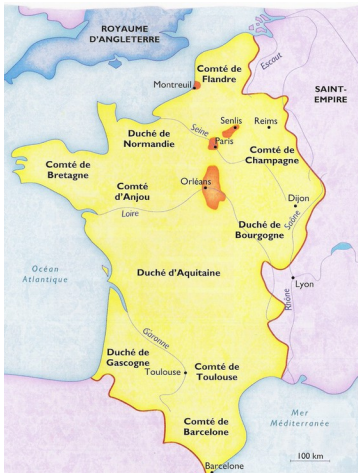 ROYAUME
D'ANGLETERRE
Comté de
Flandre
Escaut
Montreuil
SAINT-
EMPIRE
Duché de
Normandie
Seine
Senlis
Reims
Paris
Comté de
Champagne
Comté de
Bretagne
Comté
d'Anjou
Orléans
Loire
Dijon
Saône
Duché de
Bourgogne
Océan
Atlantique
Duché d'Aquitaine
Lyon
Rhône
Garonne
Duché de
Gascogne
Toulouse
Comté de
Toulouse
Comté de
Barcelone
Mer
Méditerranée
Barcelone
100 km